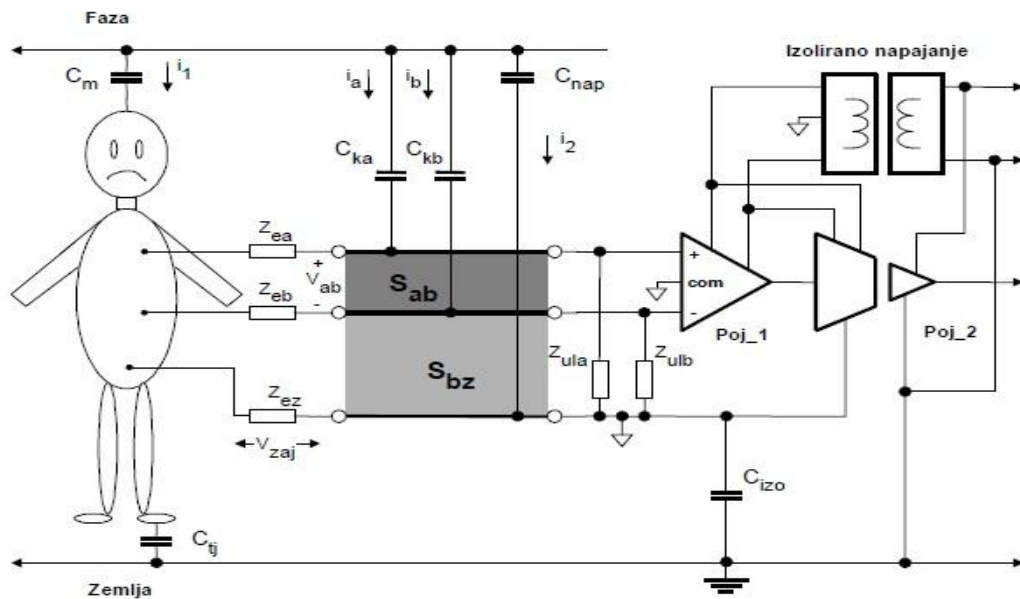 Faza
Izolirano napajanje
C_m
i_1
i_a
i_b
C_nap
i_2
C_ka
C_kb
Z_ea
+
V_ab
-
S_ab
Z_eb
+
com
-
Poj_1
Poj_2
S_bz
Z_ula
Z_ulb
Z_ez
V_zaj
C_izo
C_tj
Zemlja